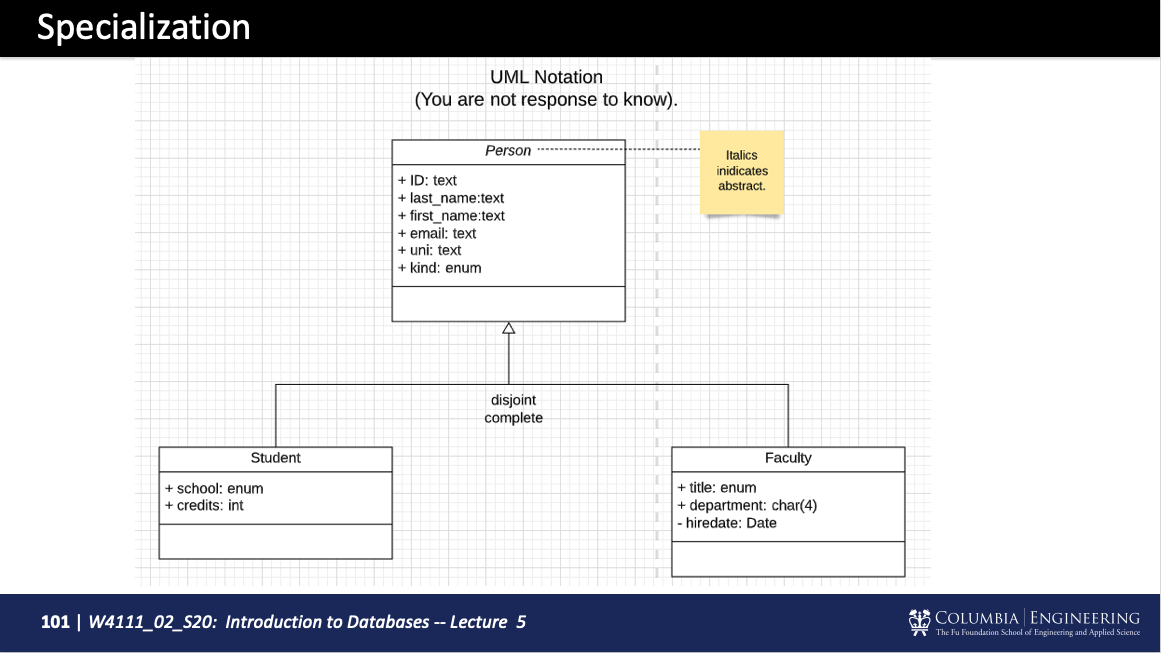 Specialization
UML Notation
(You are not response to know).
Person
Italics
inidicates
abstract.
+ ID: text
+ last_name:text
+ first_name:text
+ email: text
+ uni: text
+ kind: enum
disjoint
complete
Student
+ school: enum
+ credits: int
Faculty
+ title: enum
+ department: char(4)
- hiredate: Date
101 | W4111_02_S20: Introduction to Databases -- Lecture 5
COLUMBIA | ENGINEERING
The Fu Foundation School of Engineering and Applied Science